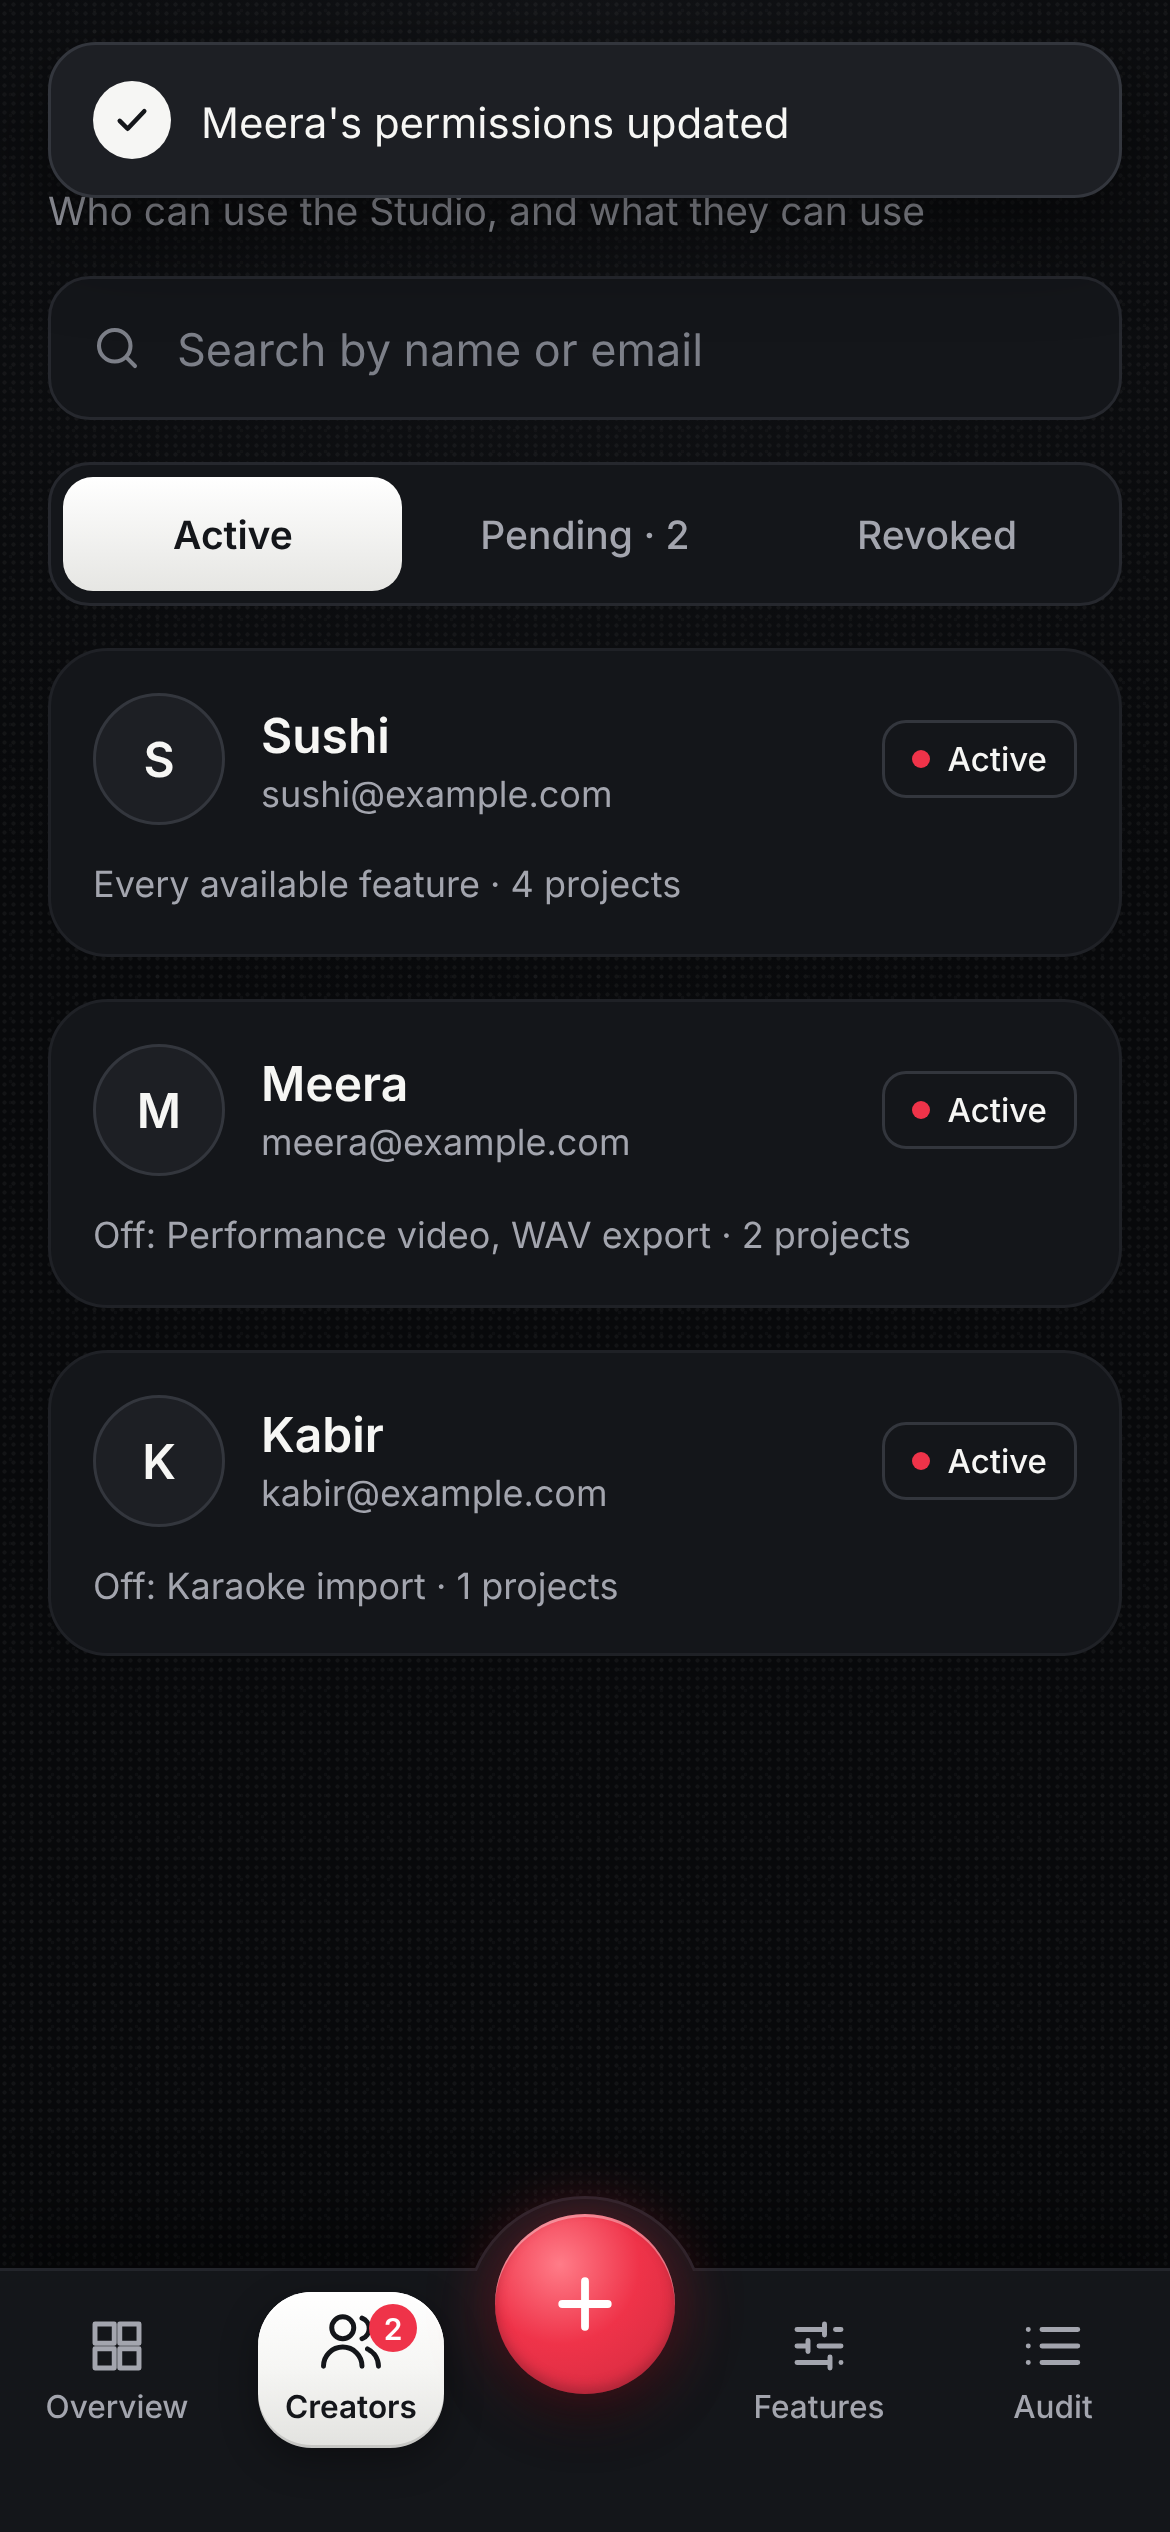 Meera's permissions updated
Who can use the Studio, and what they can use
Search by name or email
Active
Pending · 2
Revoked
S
Sushi
sushi@example.com
Active
Every available feature · 4 projects
M
Meera
meera@example.com
Active
Off: Performance video, WAV export · 2 projects
K
Kabir
kabir@example.com
Active
Off: Karaoke import · 1 projects
2
Overview
Creators
Features
Audit